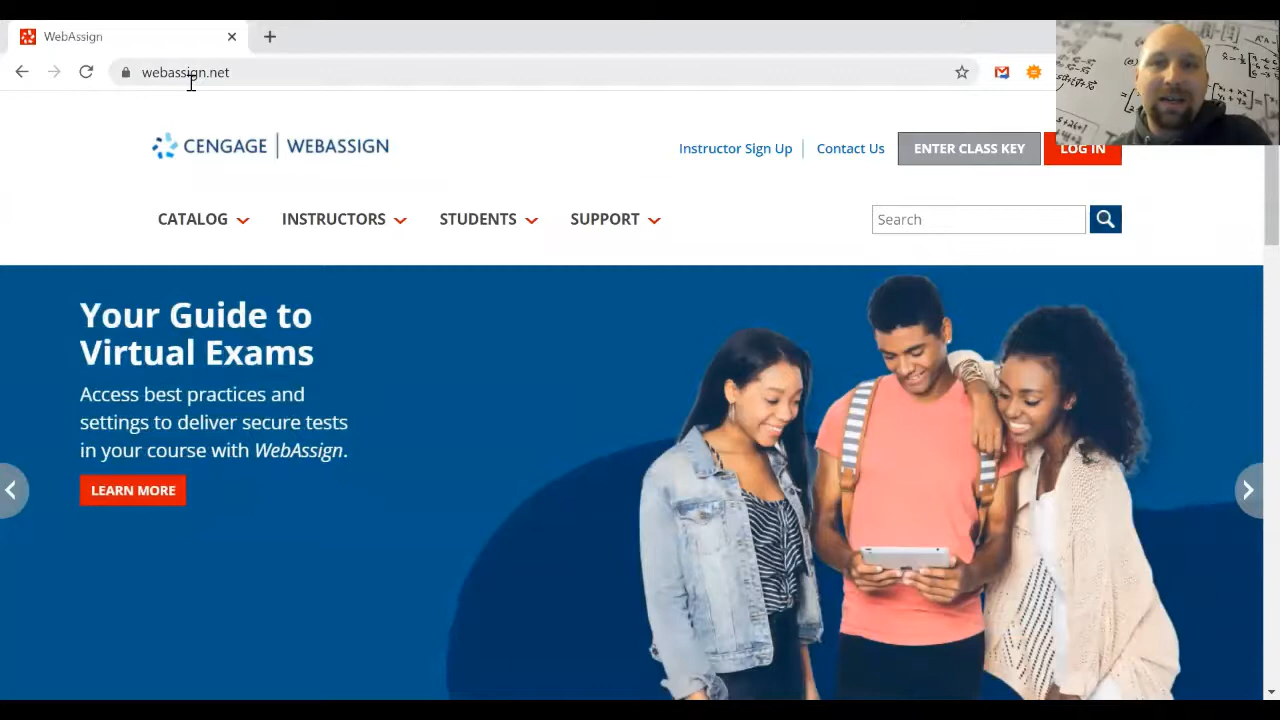 WebAssign
webassign.net
CENGAGE | WEBASSIGN
Instructor Sign Up
Contact Us
ENTER CLASS KEY
LOG IN
CATALOG
INSTRUCTORS
STUDENTS
SUPPORT
Search
Your Guide to
Virtual Exams
Access best practices and
settings to deliver secure tests
in your course with WebAssign.
LEARN MORE